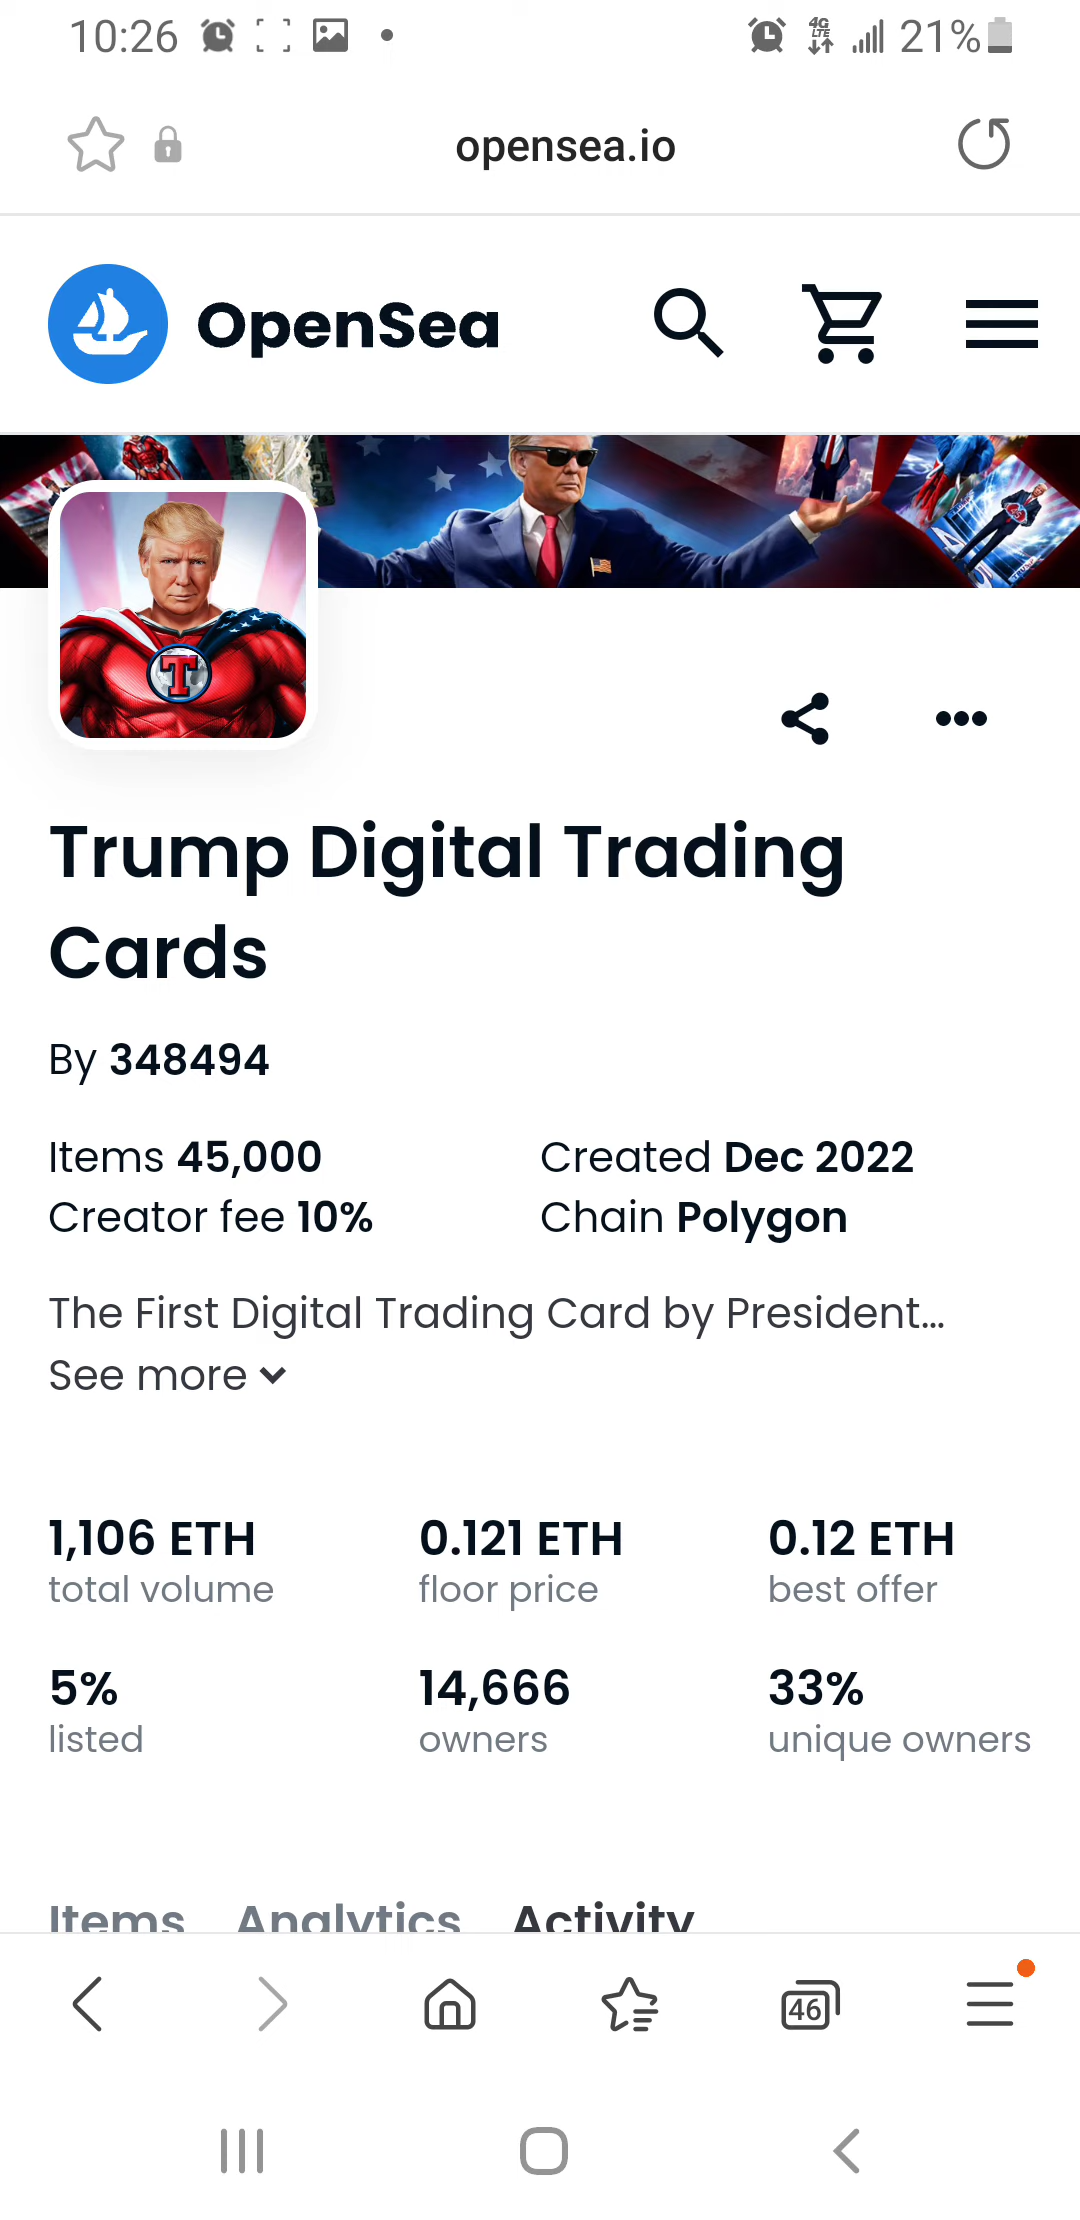 10:26
4G
LTE
21%
opensea.io
OpenSea
T
Trump Digital Trading
Cards
By 348494
Items 45,000
Created Dec 2022
Creator fee 10%
Chain Polygon
The First Digital Trading Card by President...
See more
1,106 ETH
0.121 ETH
0.12 ETH
total volume
floor price
best offer
5%
14,666
33%
listed
owners
unique owners
Items Analytics Activity
46